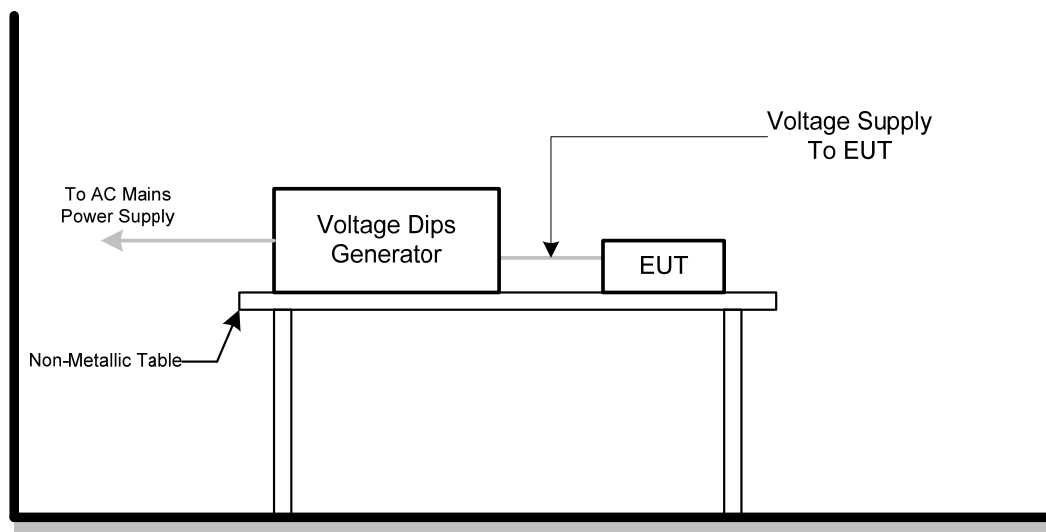 Voltage Supply
To EUT
To AC Mains
Power Supply
Voltage Dips
Generator
EUT
Non-Metallic Table